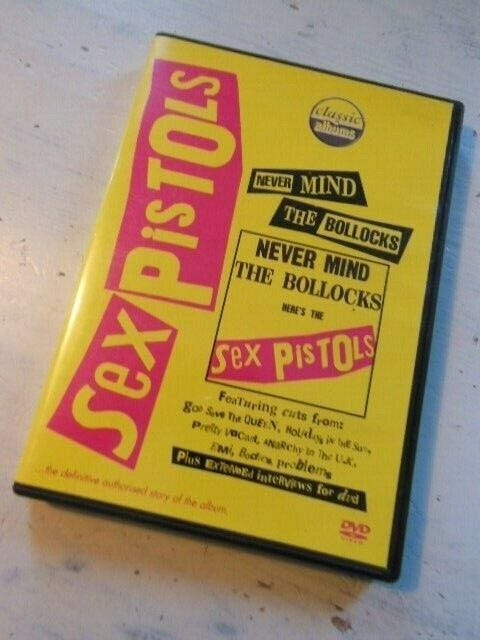 SEX PISTOLS
classic
albums
NEVER MIND
THE BOLLOCKS
NEVER MIND
THE BOLLOCKS
HERE'S THE
SEX PISTOLS
Featuring cuts from:
God Save The QUEEN, Holidays in the Sun,
Pretty Vacant, Anarchy In The U.K,
EMI, Bodies, problems
Plus EXTENDED interviews for dvd
...the definitive authorised story of the album.
DVD
VIDEO